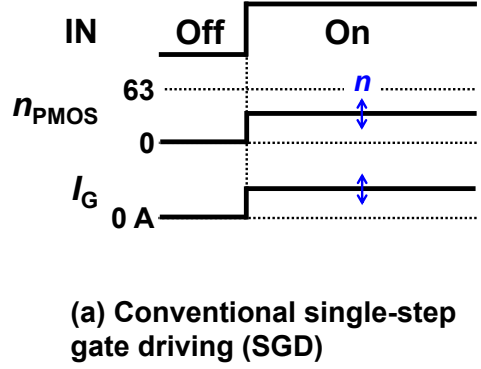 IN Off On
63
n
nPMOS
0
IG
0 A
(a) Conventional single-step
gate driving (SGD)